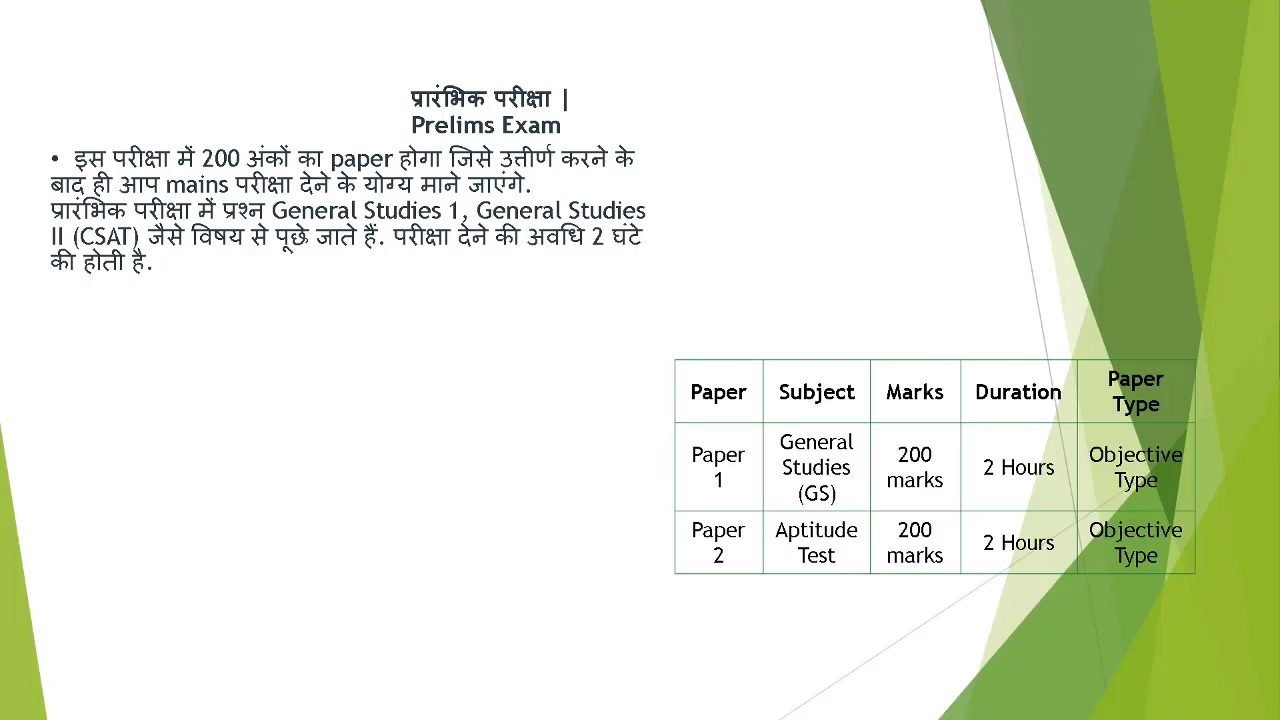 प्रारंभिक परीक्षा |
Prelims Exam
• इस परीक्षा में 200 अंकों का paper होगा जिसे उत्तीर्ण करने के
बाद ही आप mains परीक्षा देने के योग्य माने जाएंगे.
प्रारंभिक परीक्षा में प्रश्न General Studies 1, General Studies
II (CSAT) जैसे विषय से पूछे जाते हैं. परीक्षा देने की अवधि 2 घंटे
की होती है.
Paper Subject Marks Duration Paper Type
Paper 1 General Studies (GS) 200 marks 2 Hours Objective Type
Paper 2 Aptitude Test 200 marks 2 Hours Objective Type